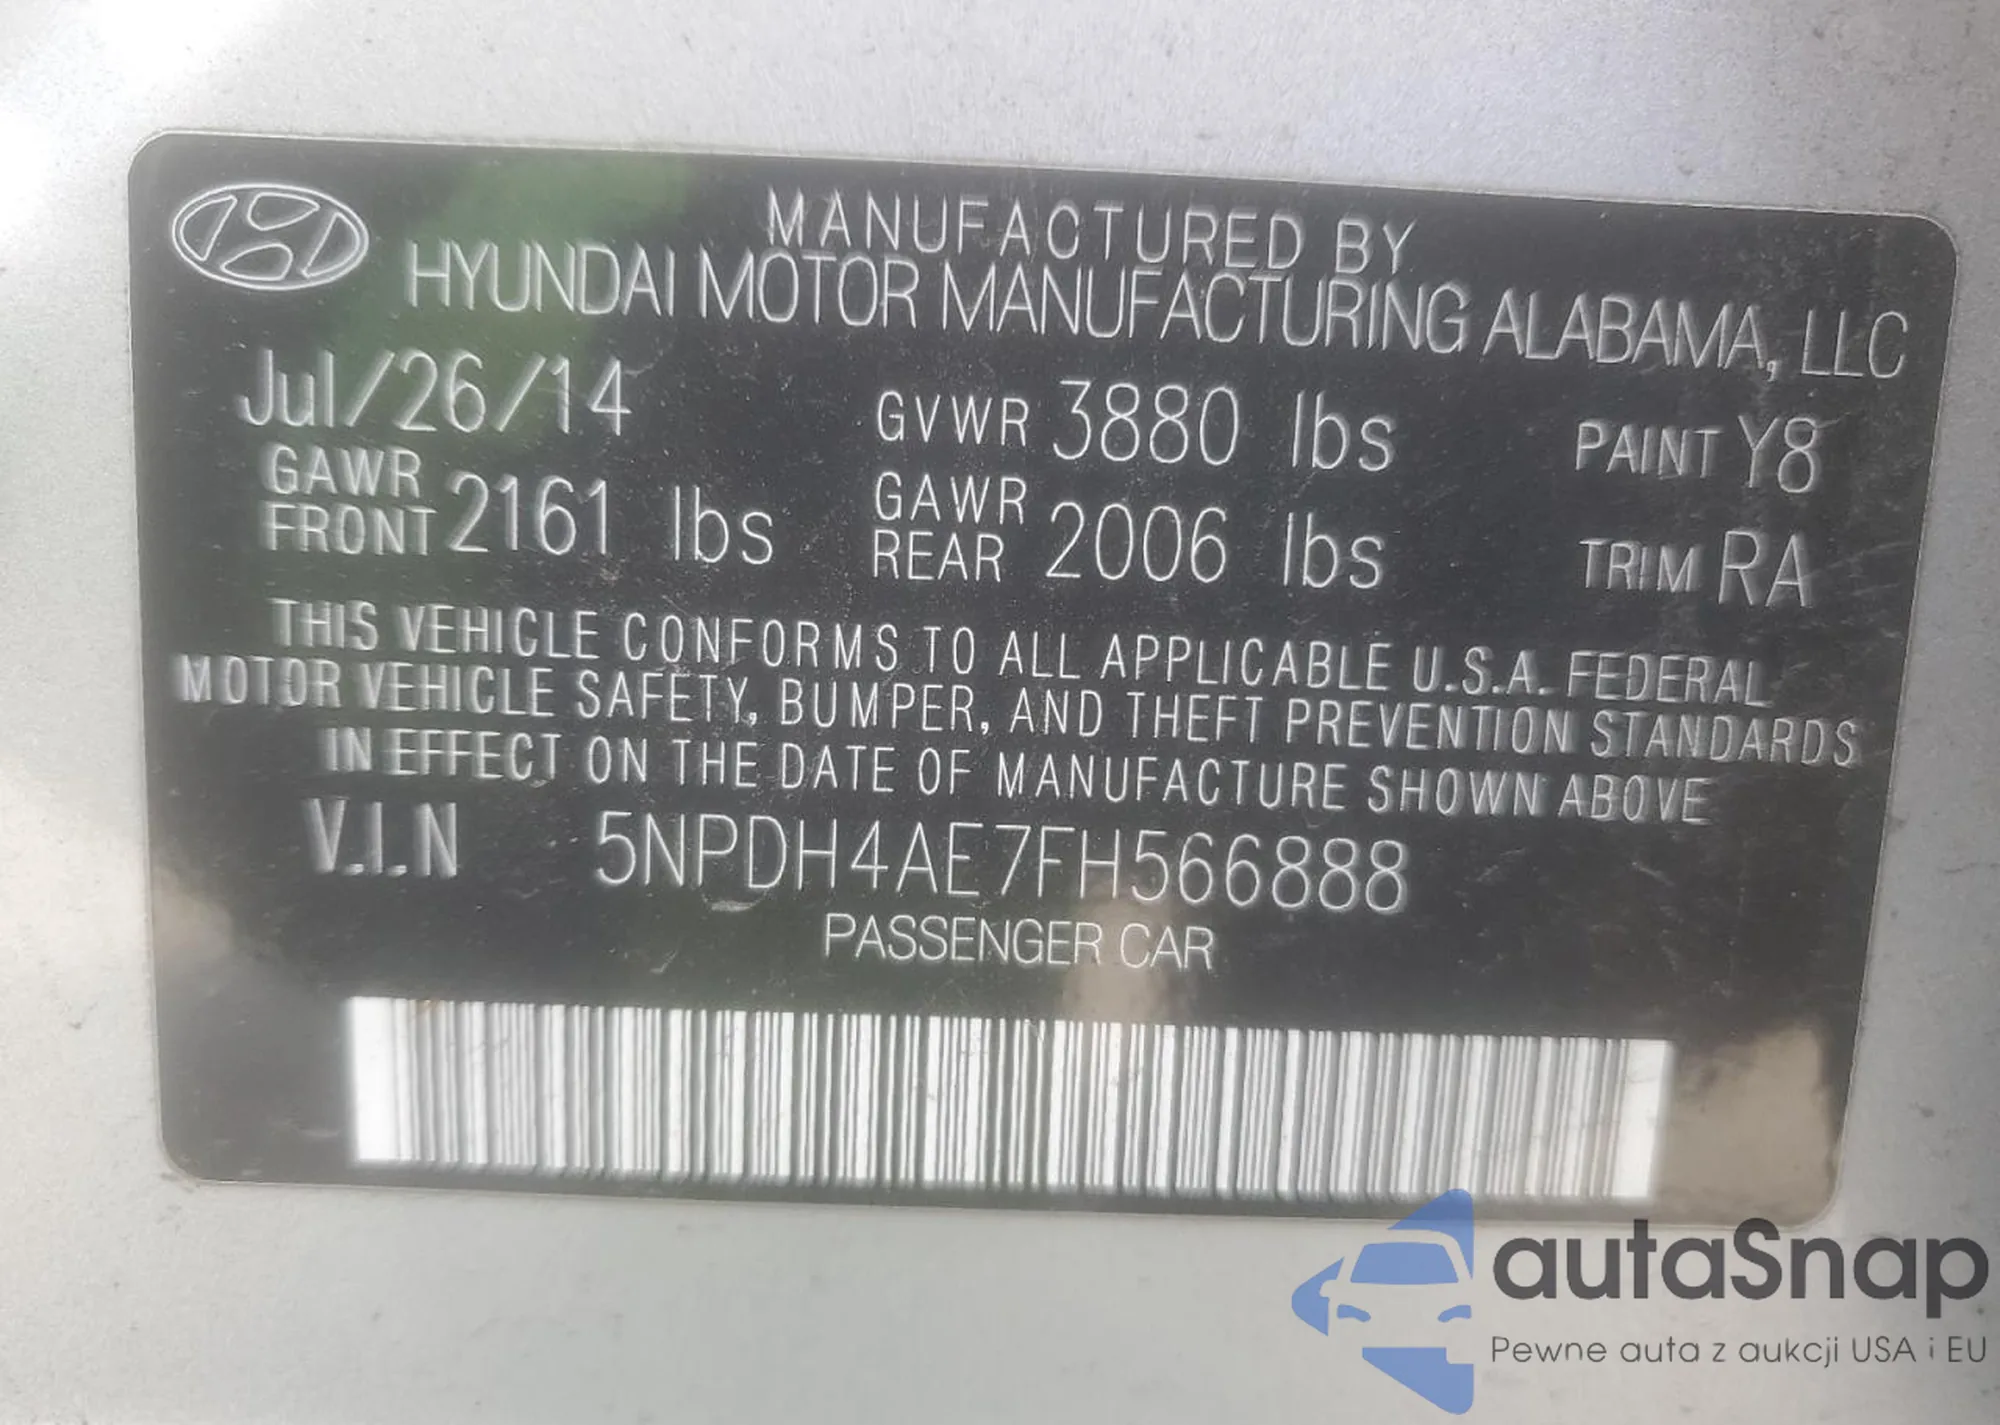 MANUFACTURED BY
HYUNDAI MOTOR MANUFACTURING ALABAMA, LLC
Jul/26/14 GVWR 3880 lbs PAINT Y8
GAWR FRONT 2161 lbs GAWR REAR 2006 lbs TRIM RA
THIS VEHICLE CONFORMS TO ALL APPLICABLE U.S.A. FEDERAL
MOTOR VEHICLE SAFETY, BUMPER, AND THEFT PREVENTION STANDARDS
IN EFFECT ON THE DATE OF MANUFACTURE SHOWN ABOVE
V.I.N 5NPDH4AE7FH566888
PASSENGER CAR
autaSnap
Pewne auta z aukcji USA i EU